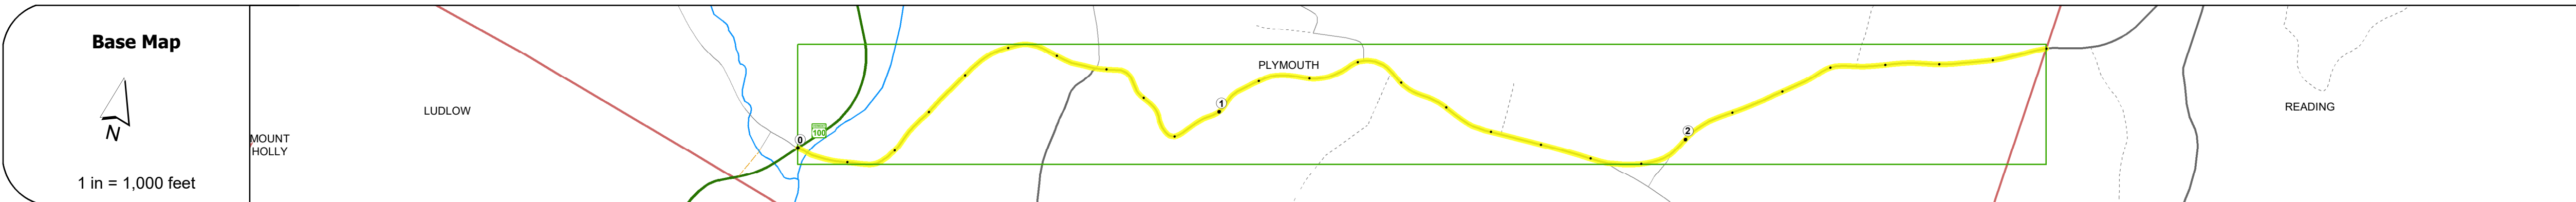 Base Map
N
1 in = 1,000 feet
MOUNT
HOLLY
LUDLOW
0
100
1
PLYMOUTH
2
READING